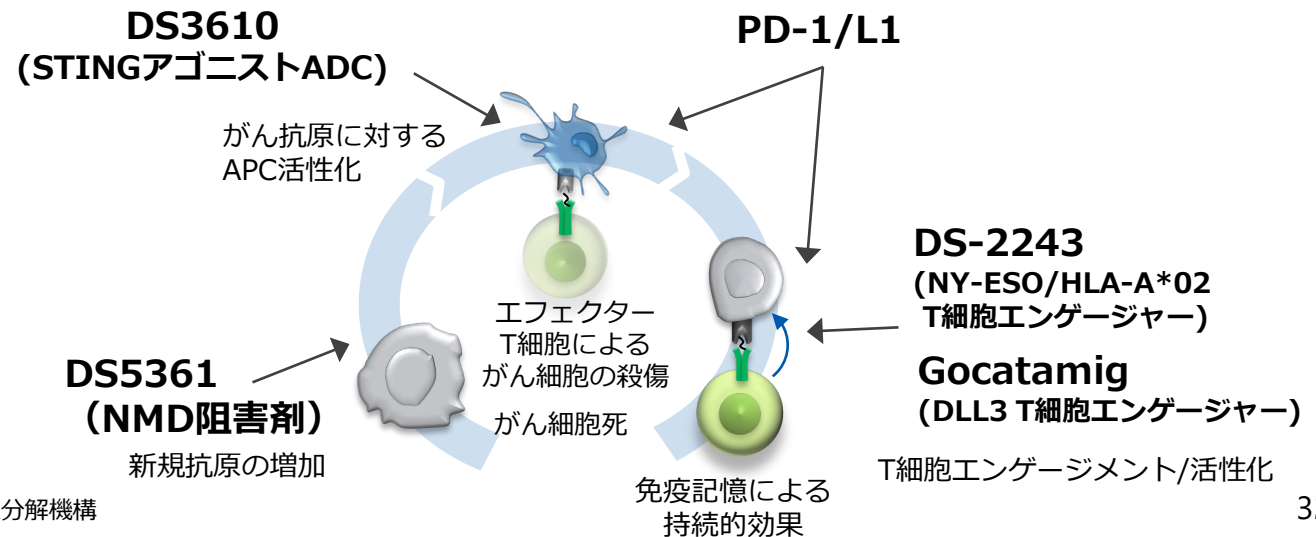 DS3610
(STINGアゴニストADC)
PD-1/L1
がん抗原に対する
APC活性化
DS-2243
(NY-ESO/HLA-A*02
T細胞エンゲージャー)
エフェクター
T細胞による
がん細胞の殺傷
がん細胞死
DS5361
（NMD阻害剤）
新規抗原の増加
Gocatamig
(DLL3 T細胞エンゲージャー)
T細胞エンゲージメント/活性化
免疫記憶による
持続的効果
分解機構